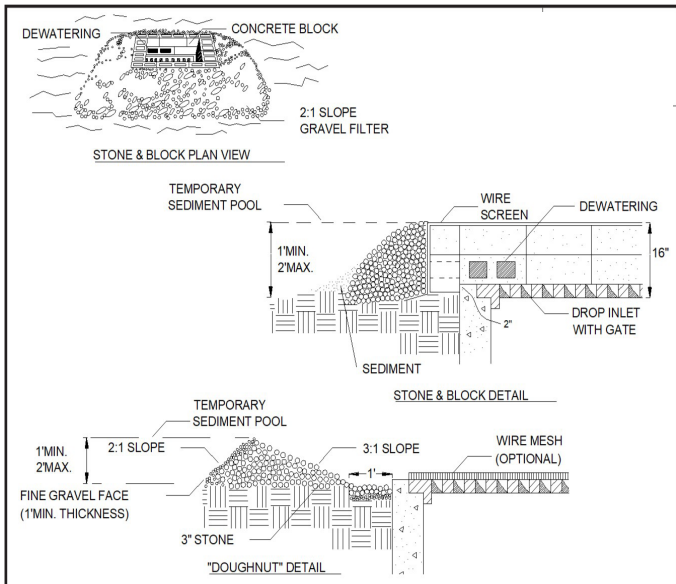 DEWATERING
CONCRETE BLOCK
2:1 SLOPE
GRAVEL FILTER
STONE & BLOCK PLAN VIEW
TEMPORARY
SEDIMENT POOL
WIRE
SCREEN
DEWATERING
1'MIN.
2'MAX.
16"
2"
DROP INLET
WITH GATE
SEDIMENT
STONE & BLOCK DETAIL
TEMPORARY
SEDIMENT POOL
1'MIN.
2'MAX.
2:1 SLOPE
3:1 SLOPE
1'
WIRE MESH
(OPTIONAL)
FINE GRAVEL FACE
(1'MIN. THICKNESS)
3" STONE
"DOUGHNUT" DETAIL